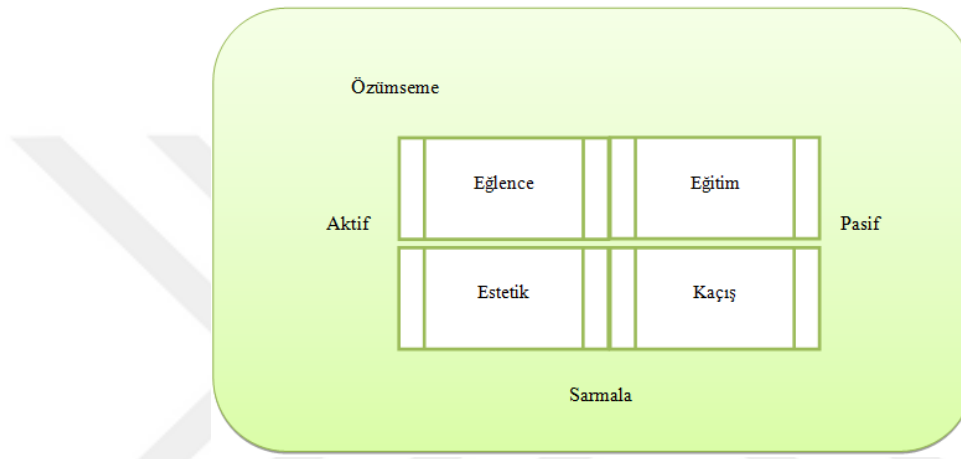 Özümseme
Eğlence
Eğitim
Aktif
Pasif
Estetik
Kaçış
Sarmala